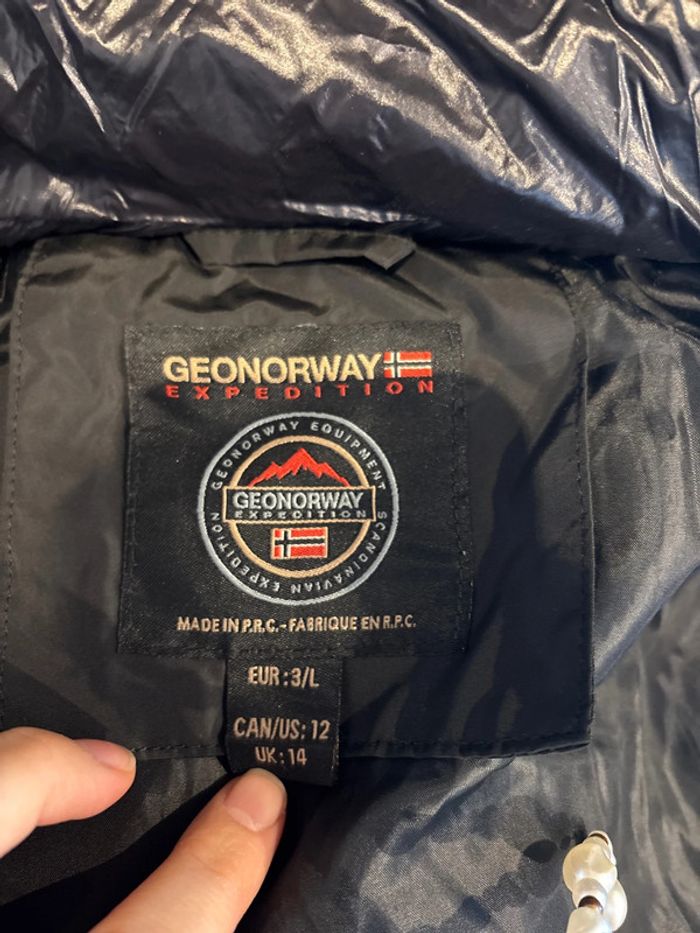 GEONORWAY
EXPEDITION
GEONORWAY EQUIPMENT
GEONORWAY
EXPEDITION
SCANDINAVIAN EXPEDITION
MADE IN P.R.C.-FABRIQUE EN R.P.C.
EUR:3/L
CAN/US: 12
UK:14